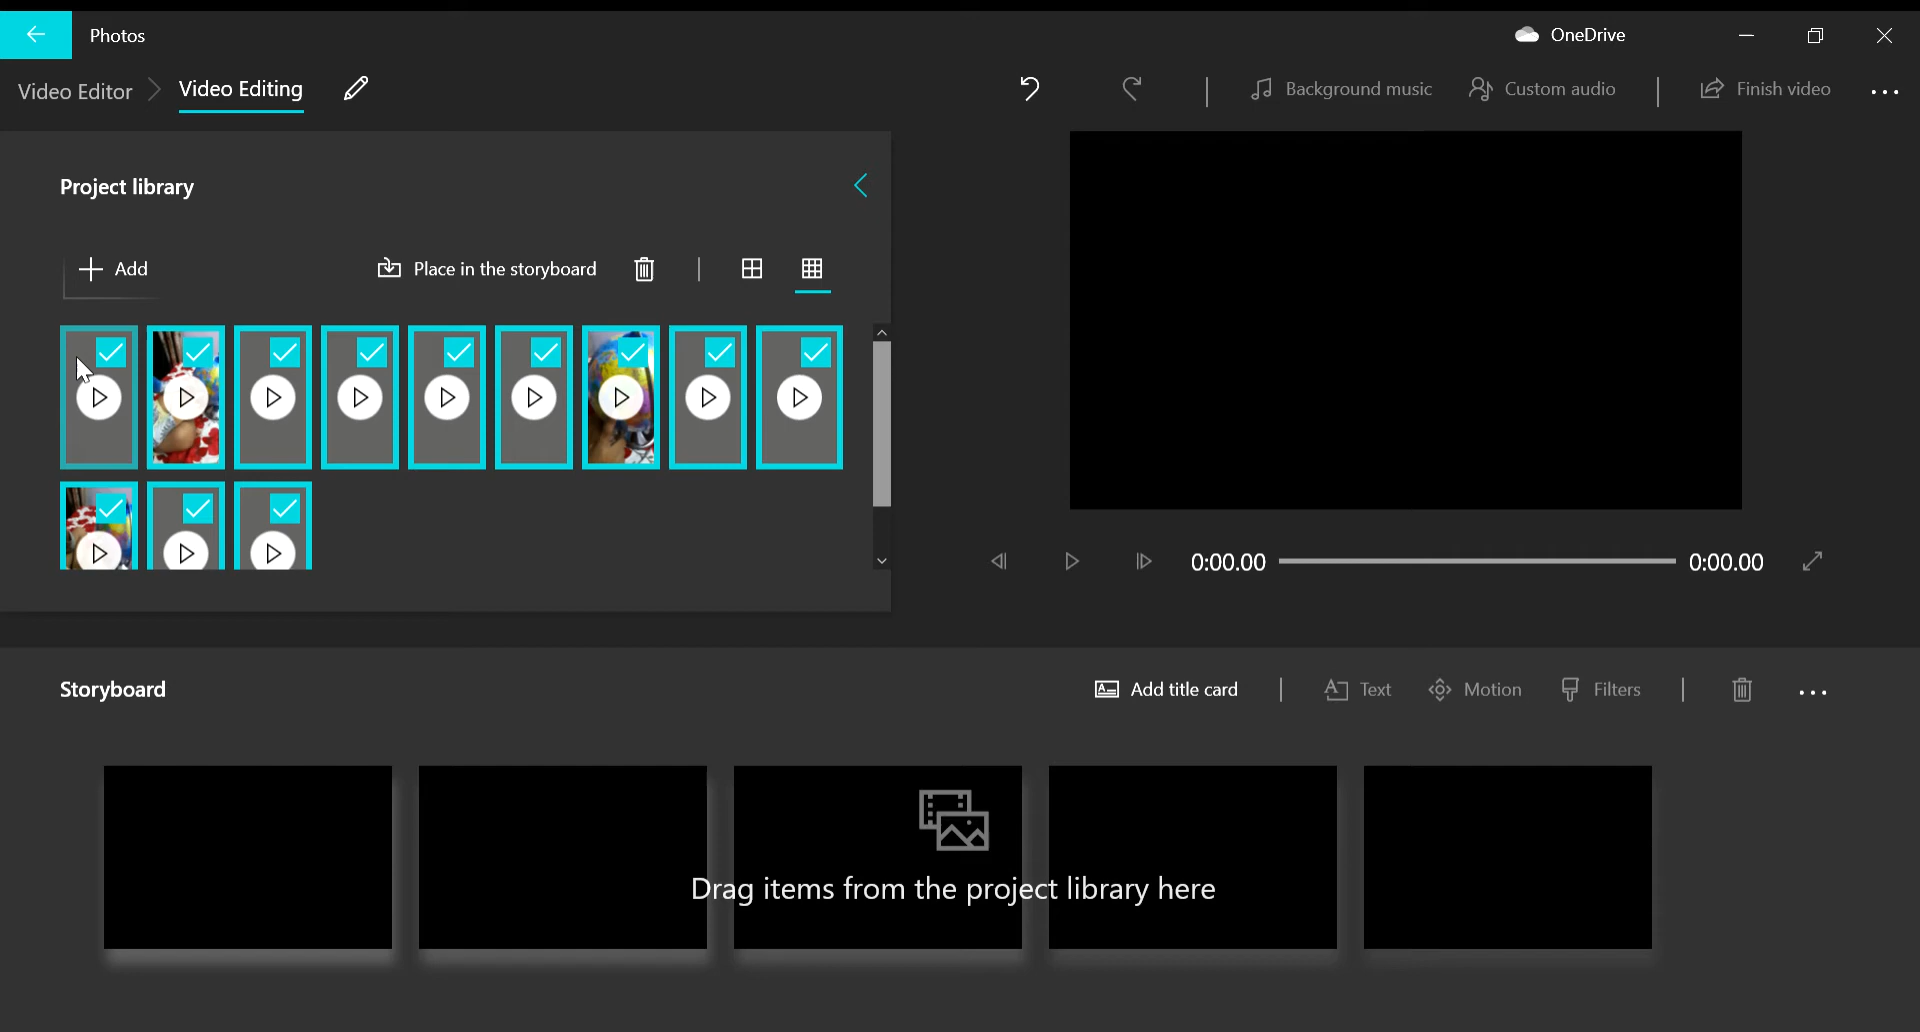 Photos
OneDrive
Video Editor
Video Editing
Background music
Custom audio
Finish video
Project library
Add
Place in the storyboard
0:00.00
0:00.00
Storyboard
Add title card
Text
Motion
Filters
Drag items from the project library here